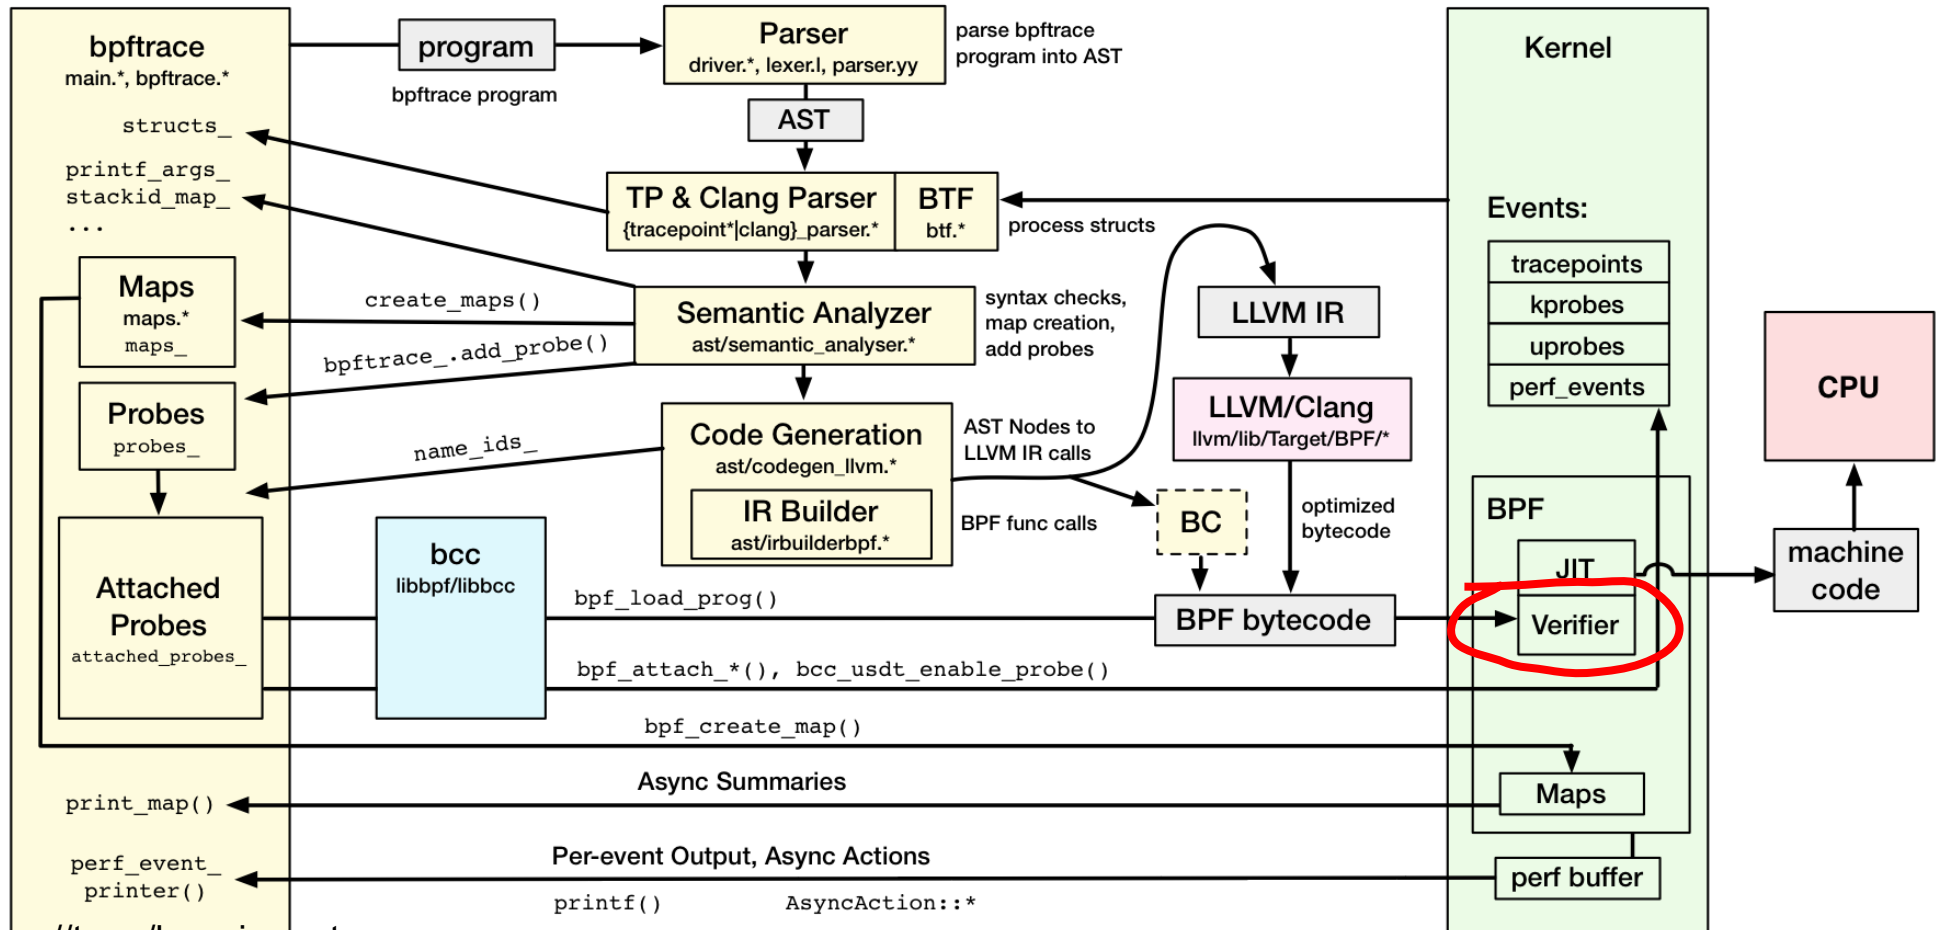 bpftrace
main.*, bpftrace.*
structs_
printf_args_
stackid_map_
...
Maps
maps.*
maps_
Probes
probes_
Attached
Probes
attached_probes_
print_map()
perf_event_
printer()
program
bpftrace program
Parser
driver.*, lexer.l, parser.yy
parse bpftrace
program into AST
AST
TP & Clang Parser
{tracepoint*|clang}_parser.*
BTF
btf.*
process structs
create_maps()
bpftrace_.add_probe()
name_ids_
Semantic Analyzer
ast/semantic_analyser.*
syntax checks,
map creation,
add probes
Code Generation
ast/codegen_llvm.*
IR Builder
ast/irbuilderbpf.*
AST Nodes to
LLVM IR calls
BPF func calls
LLVM IR
LLVM/Clang
llvm/lib/Target/BPF/*
optimized
bytecode
BC
BPF bytecode
bcc
libbpf/libbcc
bpf_load_prog()
bpf_attach_*(), bcc_usdt_enable_probe()
bpf_create_map()
Async Summaries
Per-event Output, Async Actions
printf()
AsyncAction::*
Kernel
Events:
tracepoints
kprobes
uprobes
perf_events
BPF
JIT
Verifier
Maps
perf buffer
CPU
machine
code